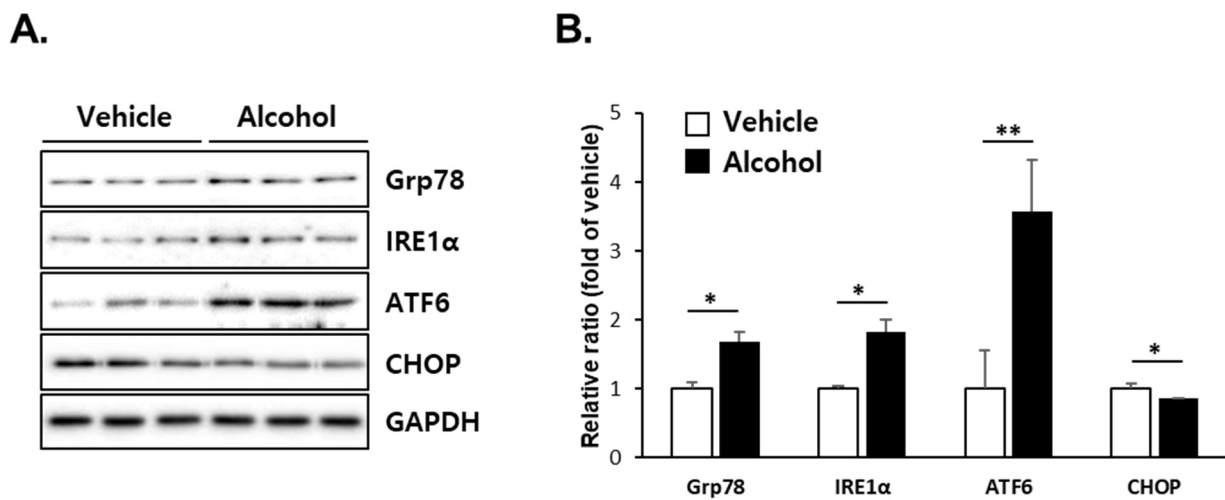 A.
Vehicle Alcohol
Grp78
IRE1α
ATF6
CHOP
GAPDH
B.
Relative ratio (fold of vehicle)
5
4
3
2
1
0
Vehicle
Alcohol
*
*
**
*
Grp78 IRE1α ATF6 CHOP